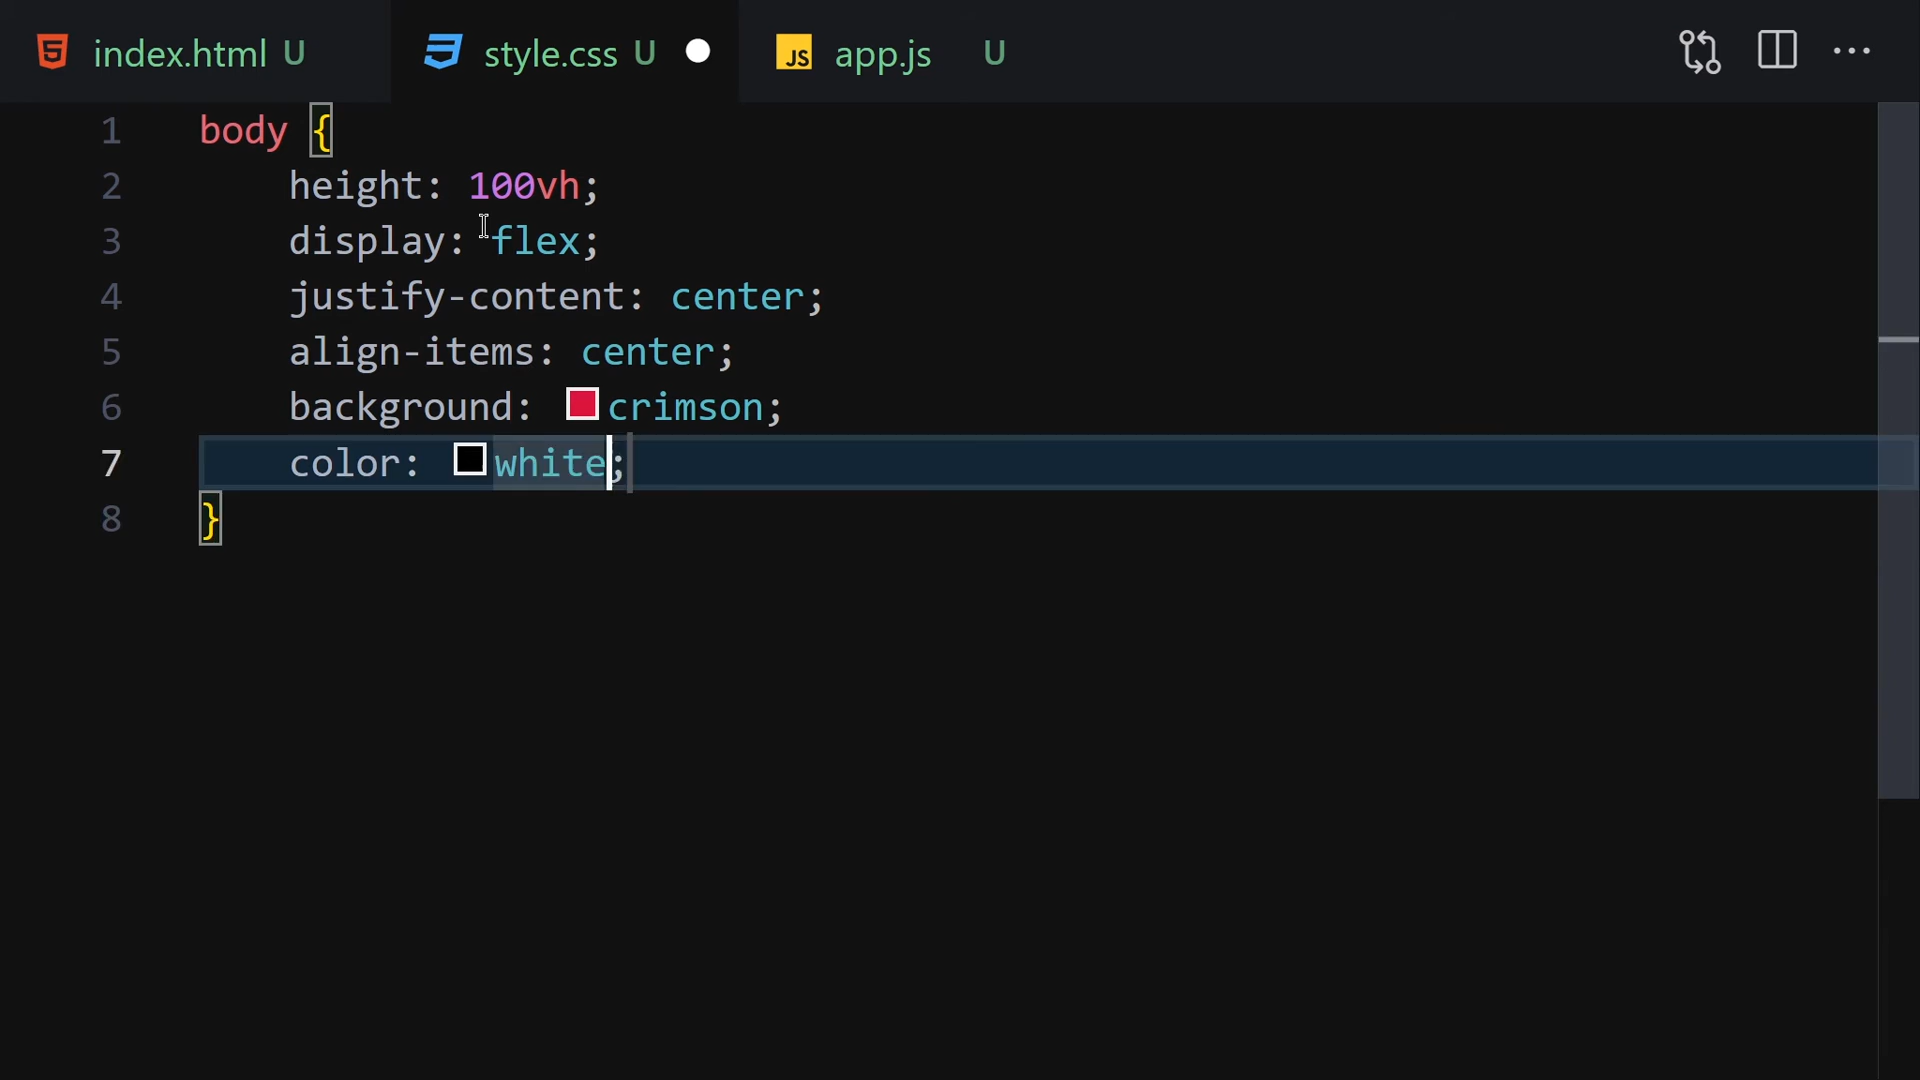 index.html U style.css U JS app.js U
1 body {
2 height: 100vh;
3 display: flex;
4 justify-content: center;
5 align-items: center;
6 background: crimson;
7 color: white;
8 }